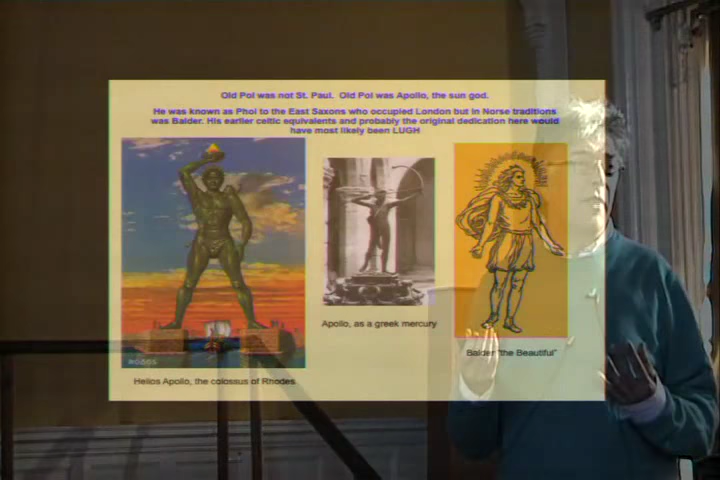 Old Pol was not St. Paul. Old Pol was Apollo, the sun god.
He was known as Phol to the East Saxons who occupied London but in Norse traditions
was Balder. His earlier celtic equivalents and probably the original dedication here would
have most likely been LUGH
RODOS
Apollo, as a greek mercury
Balder "the Beautiful"
Helios Apollo, the colossus of Rhodes